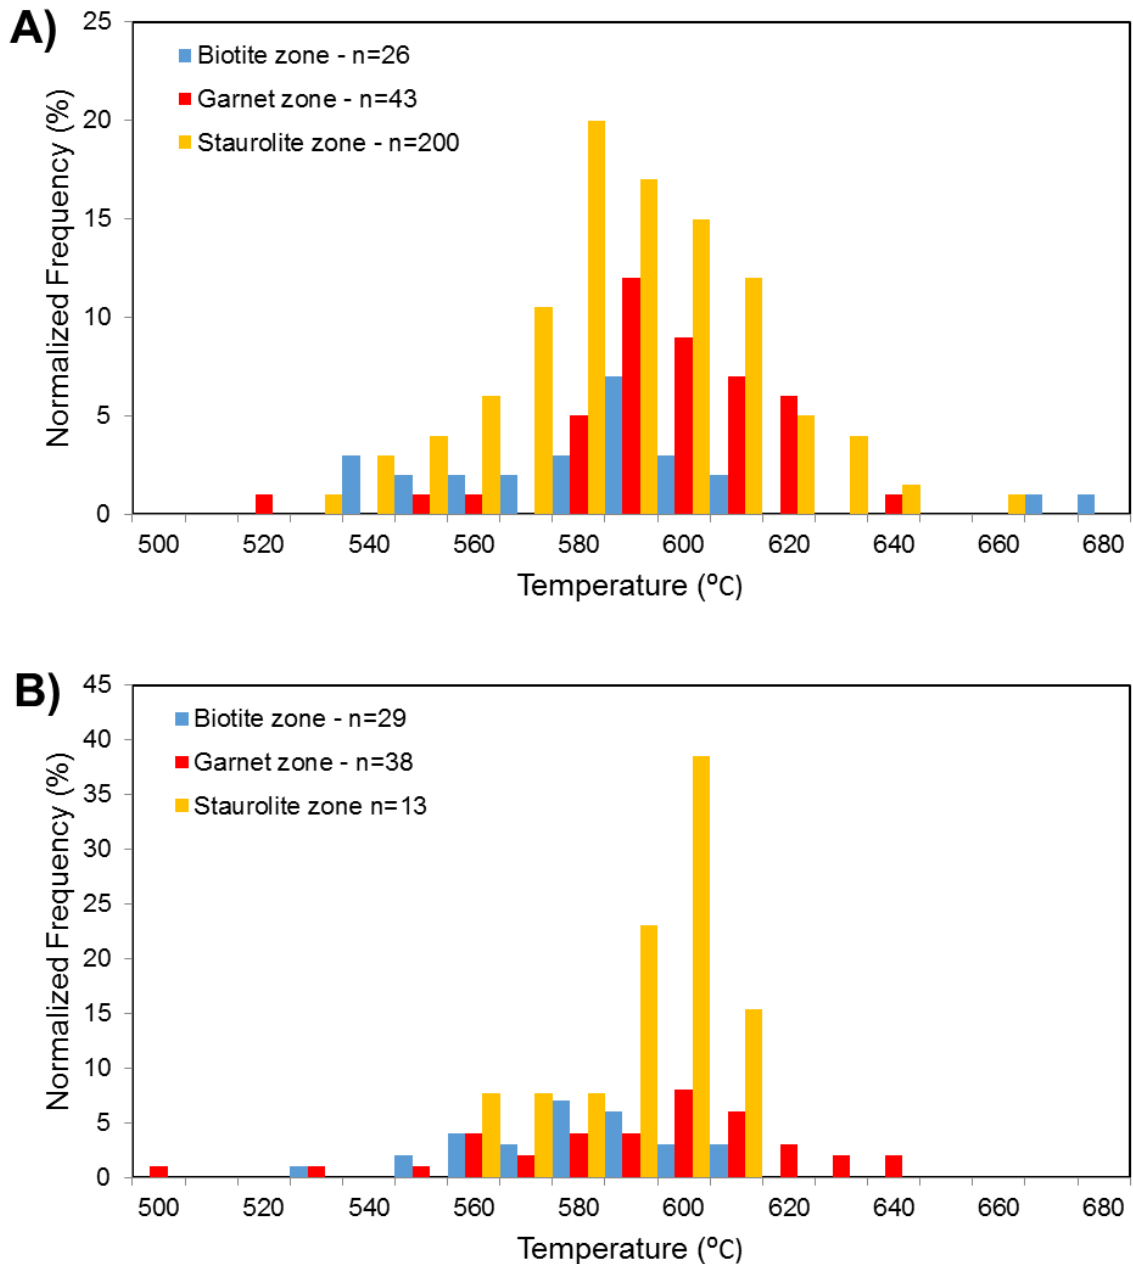 A)
25
20
15
10
5
0
Normalized Frequency (%)
Biotite zone - n=26
Garnet zone - n=43
Staurolite zone - n=200
500 520 540 560 580 600 620 640 660 680
Temperature (ºC)
B)
45
40
35
30
25
20
15
10
5
0
Normalized Frequency (%)
Biotite zone - n=29
Garnet zone - n=38
Staurolite zone n=13
500 520 540 560 580 600 620 640 660 680
Temperature (ºC)